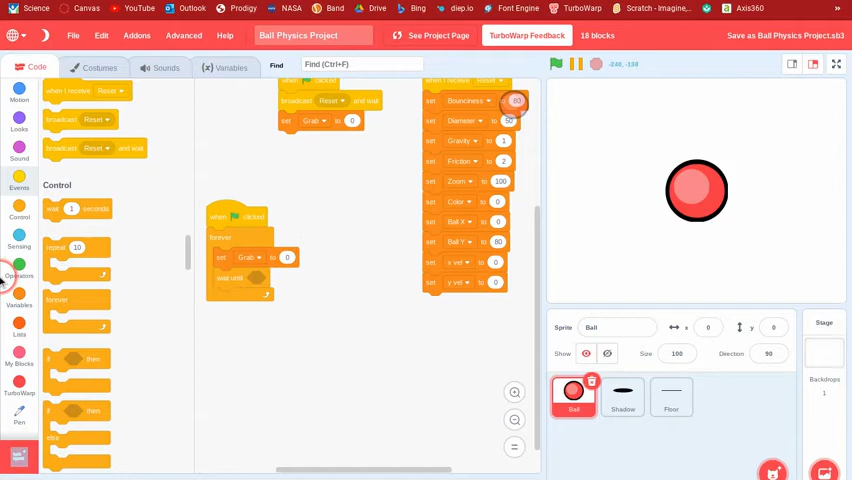 Science Canvas YouTube Outlook Prodigy NASA Band Drive Bing diep.io Font Engine TurboWarp Scratch - Imagine,... Axis360 »
File Edit Addons Advanced Help Ball Physics Project See Project Page TurboWarp Feedback 18 blocks Save as Ball Physics Project.sb3
Code Costumes Sounds Variables Find Find (Ctrl+F) -240, -138
Motion
Looks
Sound
Events
Control
Sensing
Operators
Variables
Lists
My Blocks
TurboWarp
Pen
when I receive Reset
broadcast Reset
broadcast Reset and wait
Control
wait 1 seconds
repeat 10
forever
if then
if then
else
when clicked
broadcast Reset and wait
set Grab to 0
when clicked
forever
set Grab to 0
wait until
when I receive Reset
set Bounciness to 80
set Diameter to 50
set Gravity to 1
set Friction to 2
set Zoom to 100
set Color to 0
set Ball X to 0
set Ball Y to 80
set x vel to 0
set y vel to 0
Sprite Ball x 0 y 0
Show Size 100 Direction 90
Ball Shadow Floor
Stage
Backdrops
1